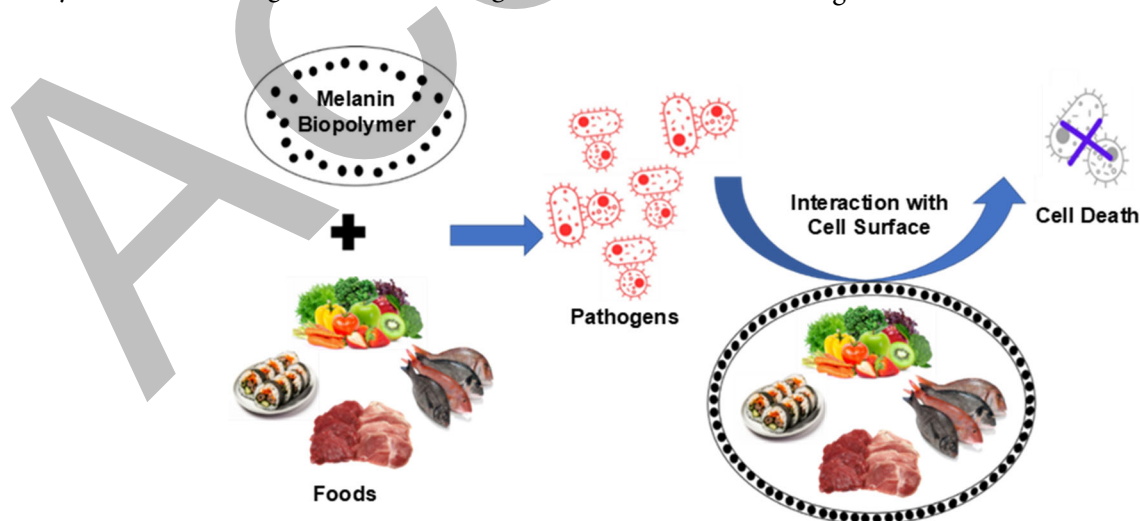 Melanin
Biopolymer
Pathogens
Interaction with
Cell Surface
Cell Death
Foods